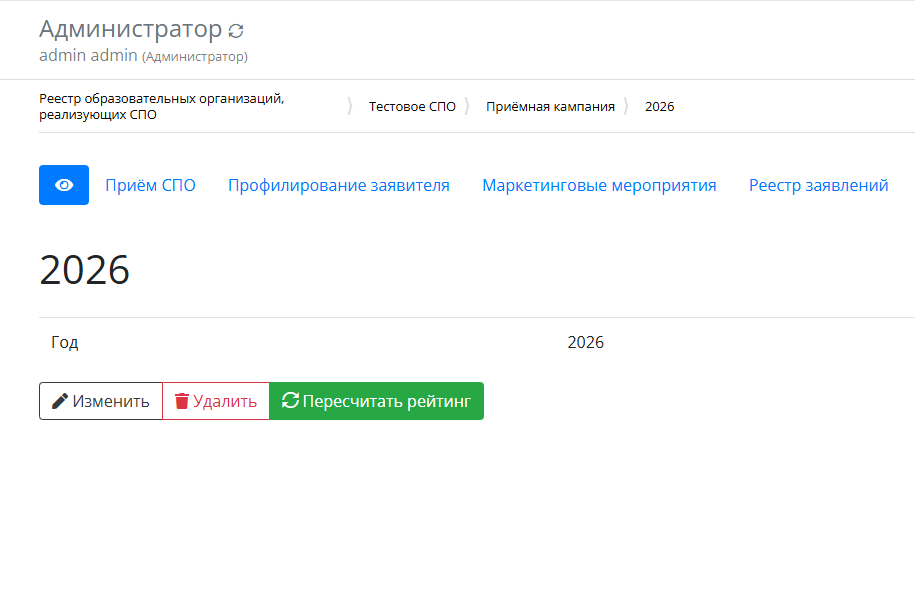 Администратор
admin admin (Администратор)
Реестр образовательных организаций,
реализующих СПО
Тестовое СПО
Приёмная кампания
2026
Приём СПО
Профилирование заявителя
Маркетинговые мероприятия
Реестр заявлений
2026
Год 2026
Изменить
Удалить
Пересчитать рейтинг